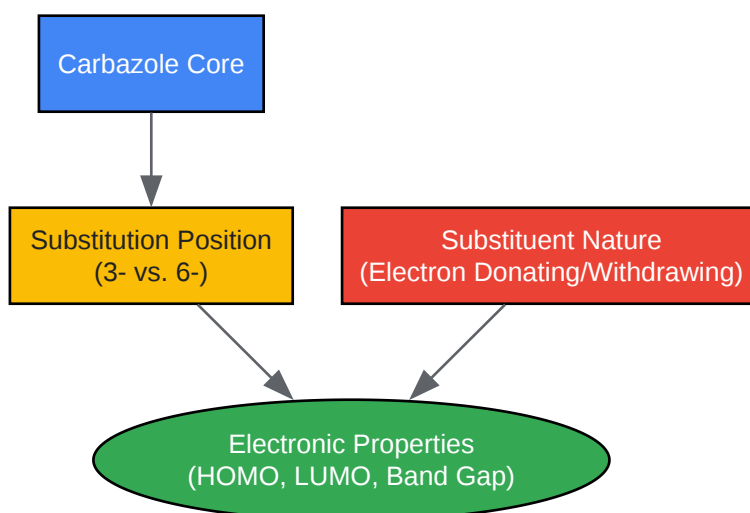 Carbazole Core
Substitution Position
(3- vs. 6-)
Substituent Nature
(Electron Donating/Withdrawing)
Electronic Properties
(HOMO, LUMO, Band Gap)